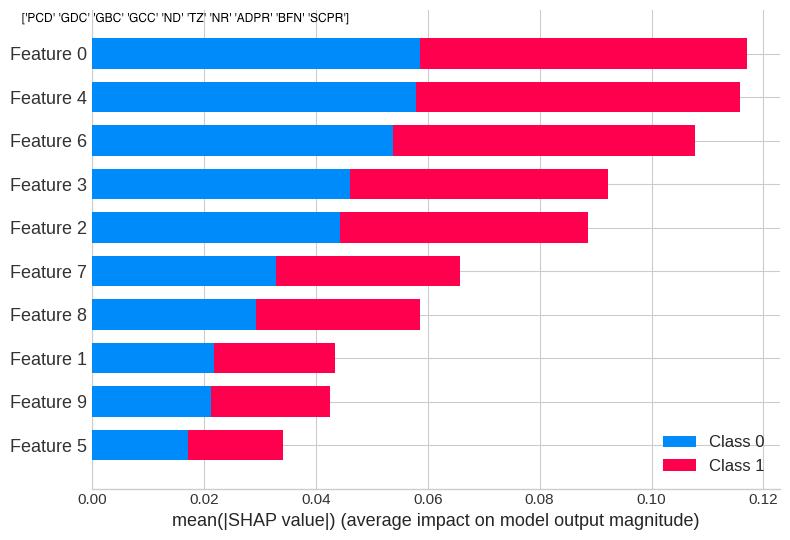 ['PCD' 'GDC' 'GBC' 'GCC' 'ND' 'TZ' 'NR' 'ADPR' 'BFN' 'SCPR']
Feature 0
Feature 4
Feature 6
Feature 3
Feature 2
Feature 7
Feature 8
Feature 1
Feature 9
Feature 5
Class 0
Class 1
0.00 0.02 0.04 0.06 0.08 0.10 0.12
mean(|SHAP value|) (average impact on model output magnitude)